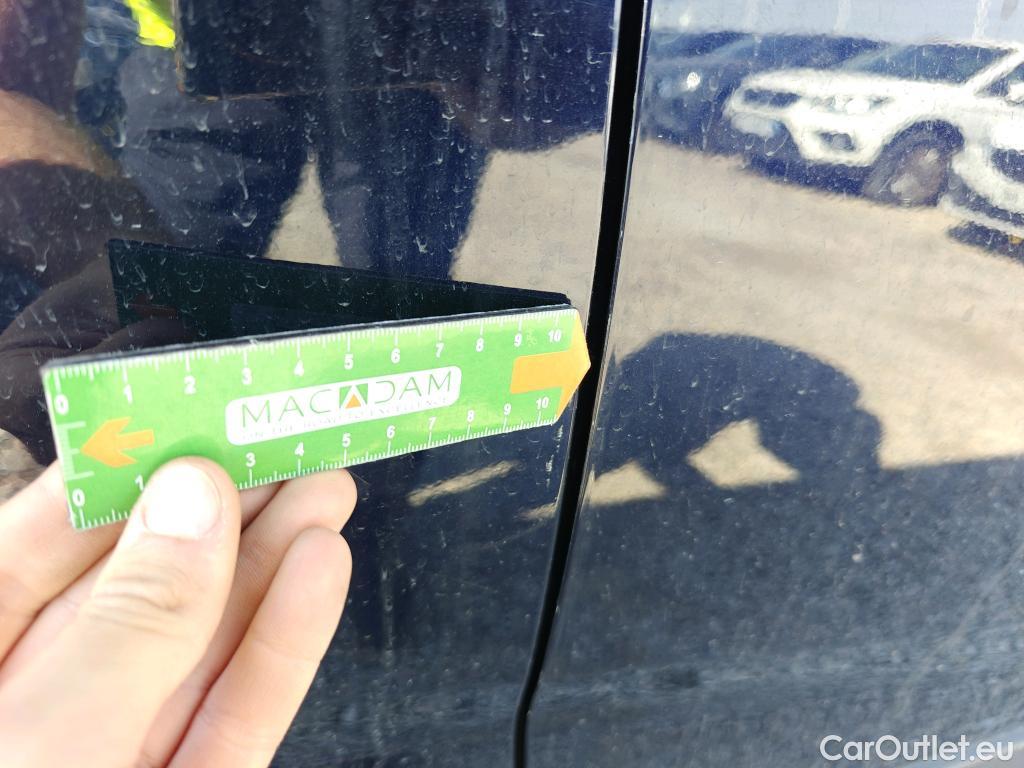 0 1 2 3 4 5 6 7 8 9 10
MACADAM
ON THE ROAD TO EXCELLENCE
0 1 3 4 5 6 7 8 9 10
CarOutlet.eu